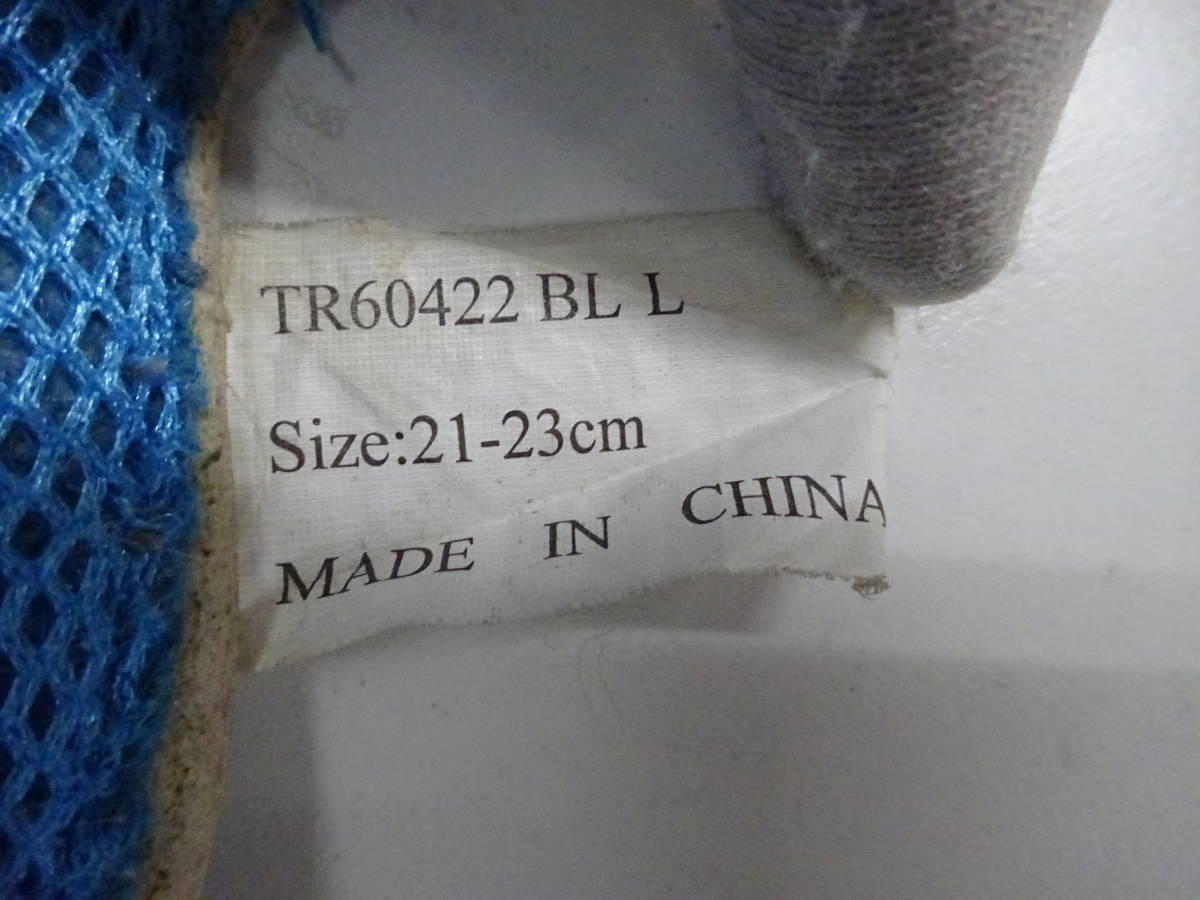 TR60422 BL L
Size:21-23cm
MADE IN CHINA